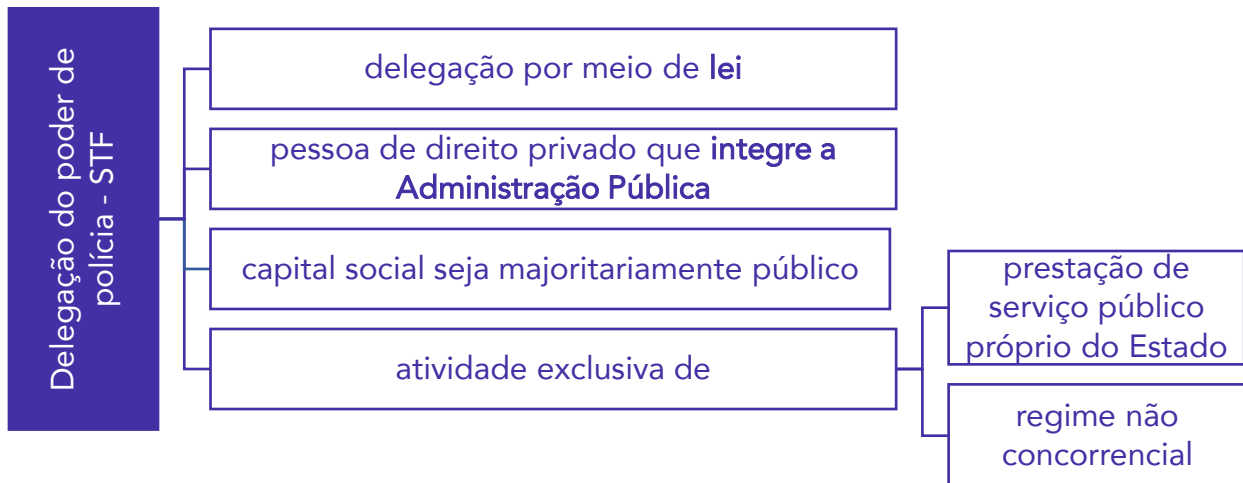 Delegação do poder de
polícia - STF
delegação por meio de lei
pessoa de direito privado que integre a
Administração Pública
capital social seja majoritariamente público
atividade exclusiva de
prestação de
serviço público
próprio do Estado
regime não
concorrencial